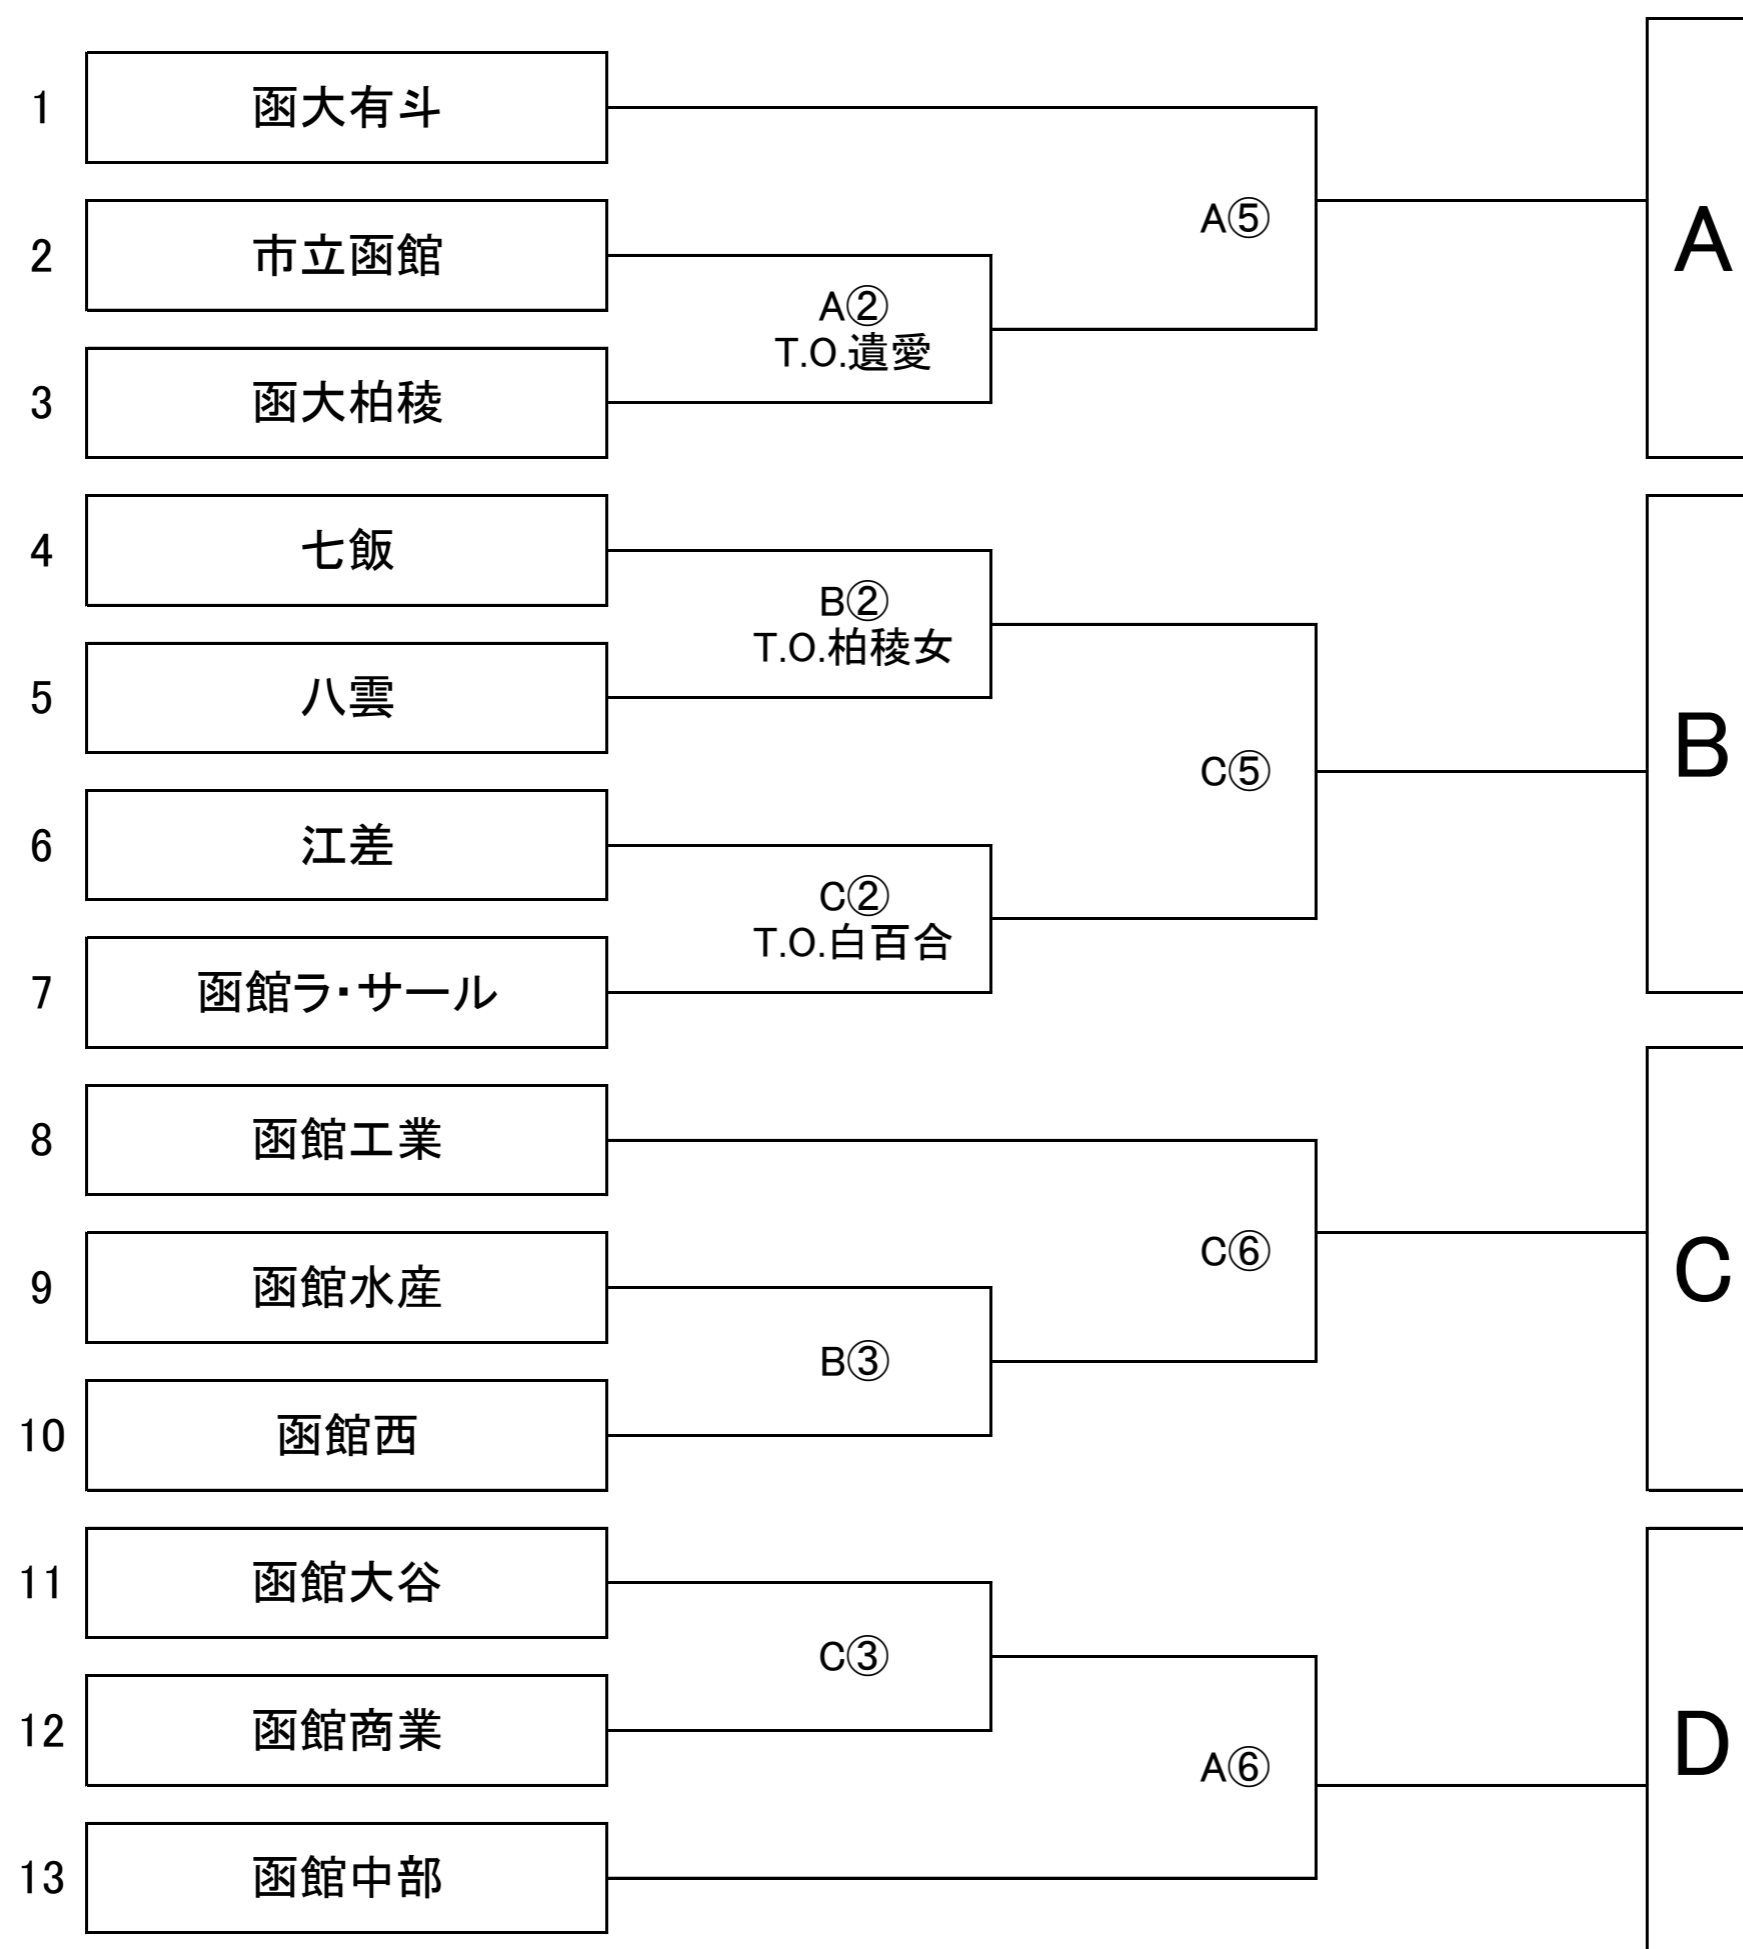 1
函大有斗
2
市立函館
3
函大柏稜
4
七飯
5
八雲
6
江差
7
函館ラ・サール
8
函館工業
9
函館水産
10
函館西
11
函館大谷
12
函館商業
13
函館中部
A②
T.O.遺愛
B②
T.O.柏稜女
C②
T.O.白百合
B③
C③
A⑤
C⑤
C⑥
A⑥
A
B
C
D